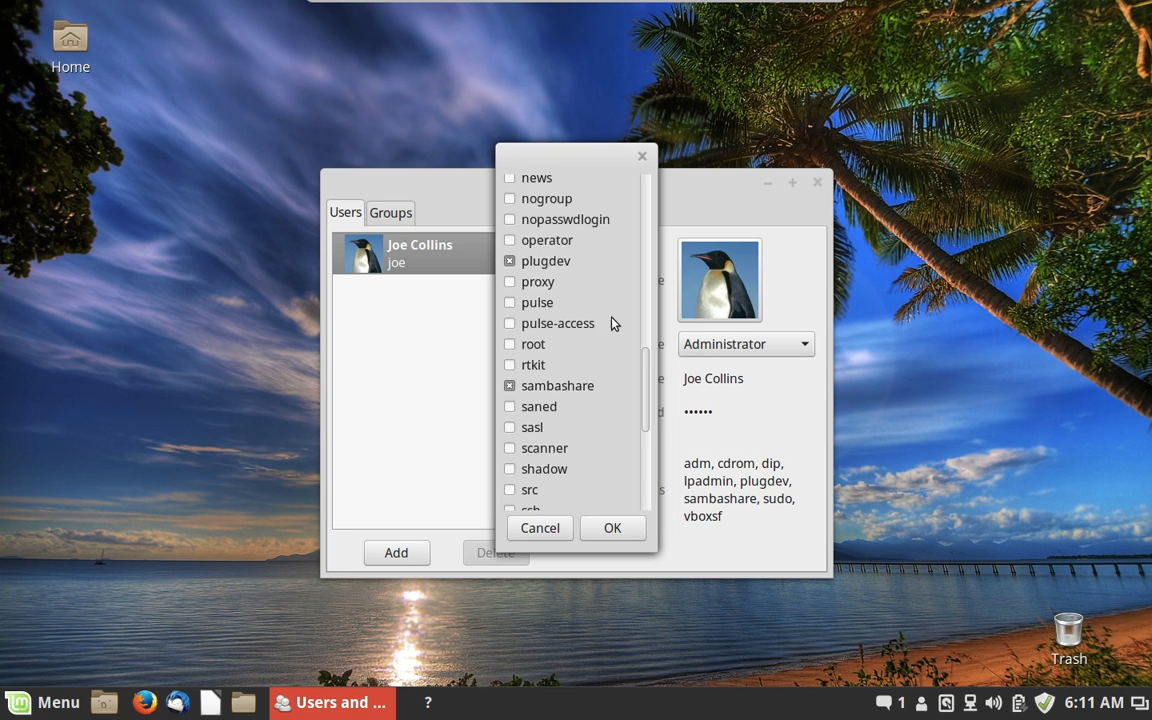 Home
news
nogroup
nopasswdlogin
operator
plugdev
proxy
pulse
pulse-access
root
rtkit
sambashare
saned
sasl
scanner
shadow
src
Cancel
OK
Users
Groups
Joe Collins
joe
Add
Delete
Administrator
Joe Collins
••••••
adm, cdrom, dip,
lpadmin, plugdev,
sambashare, sudo,
vboxsf
Trash
Menu
Users and ...
?
1
6:11 AM